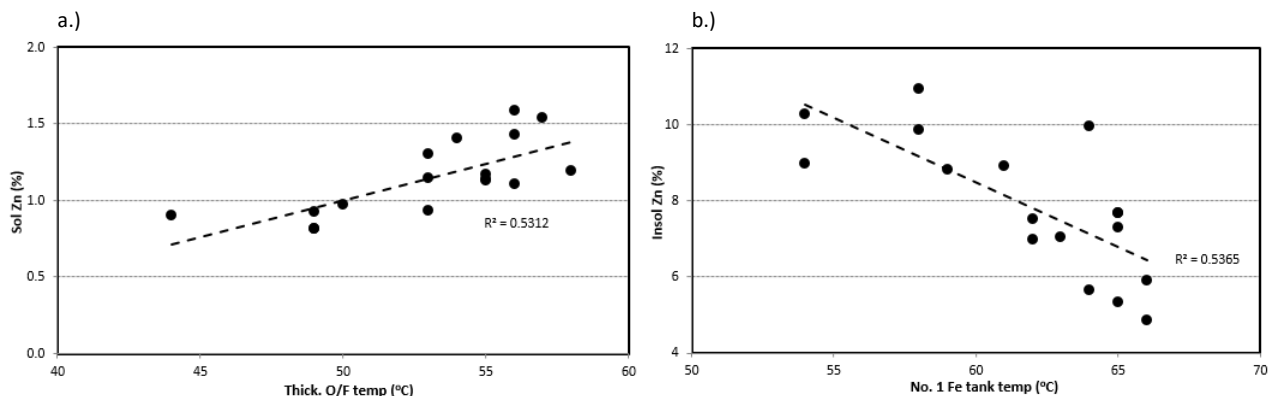 a.)
2.0
1.5
1.0
0.5
0.0
Sol Zn (%)
R² = 0.5312
40 45 50 55 60
Thick. O/F temp (°C)
b.)
12
10
8
6
4
Insol Zn (%)
R² = 0.5365
50 55 60 65 70
No. 1 Fe tank temp (°C)